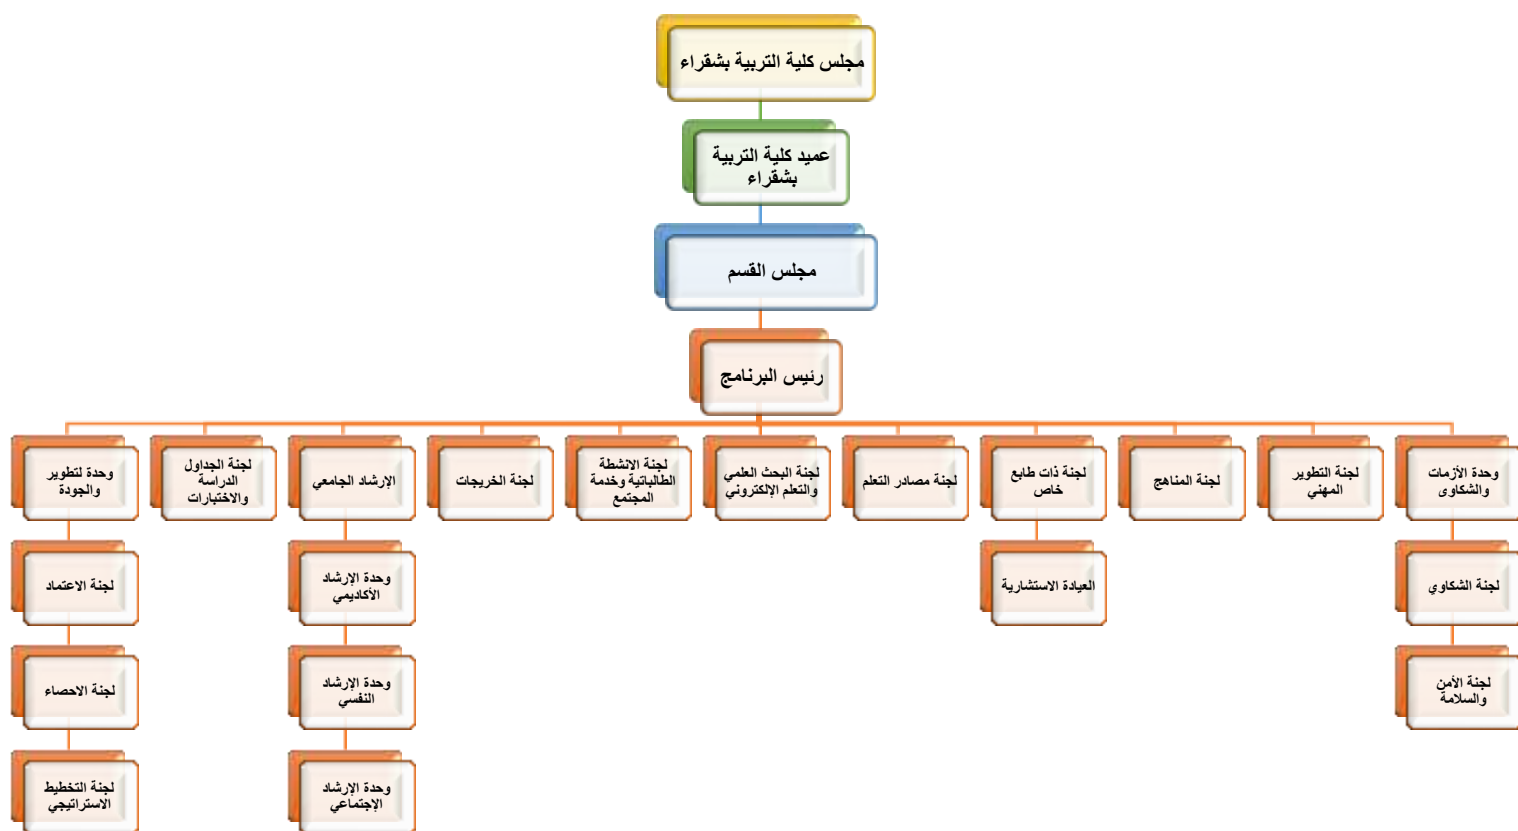 مجلس كلية التربية بشقراء
عميد كلية التربية
بشقراء
مجلس القسم
رئيس البرنامج
وحدة الأزمات
والشكاوى
لجنة التطوير
المهني
لجنة المناهج
لجنة ذات طابع
خاص
لجنة مصادر التعلم
لجنة البحث العلمي
والتعلم الإلكتروني
لجنة الانشطة
الطالباتية وخدمة
المجتمع
لجنة الخريجات
الإرشاد الجامعي
لجنة الجداول
الدراسة
والاختبارات
وحدة لتطوير
والجودة
لجنة الشكاوي
العيادة الاستشارية
وحدة الإرشاد
الأكاديمي
لجنة الاعتماد
لجنة الأمن
والسلامة
وحدة الإرشاد
النفسي
لجنة الاحصاء
وحدة الإرشاد
الإجتماعي
لجنة التخطيط
الاستراتيجي